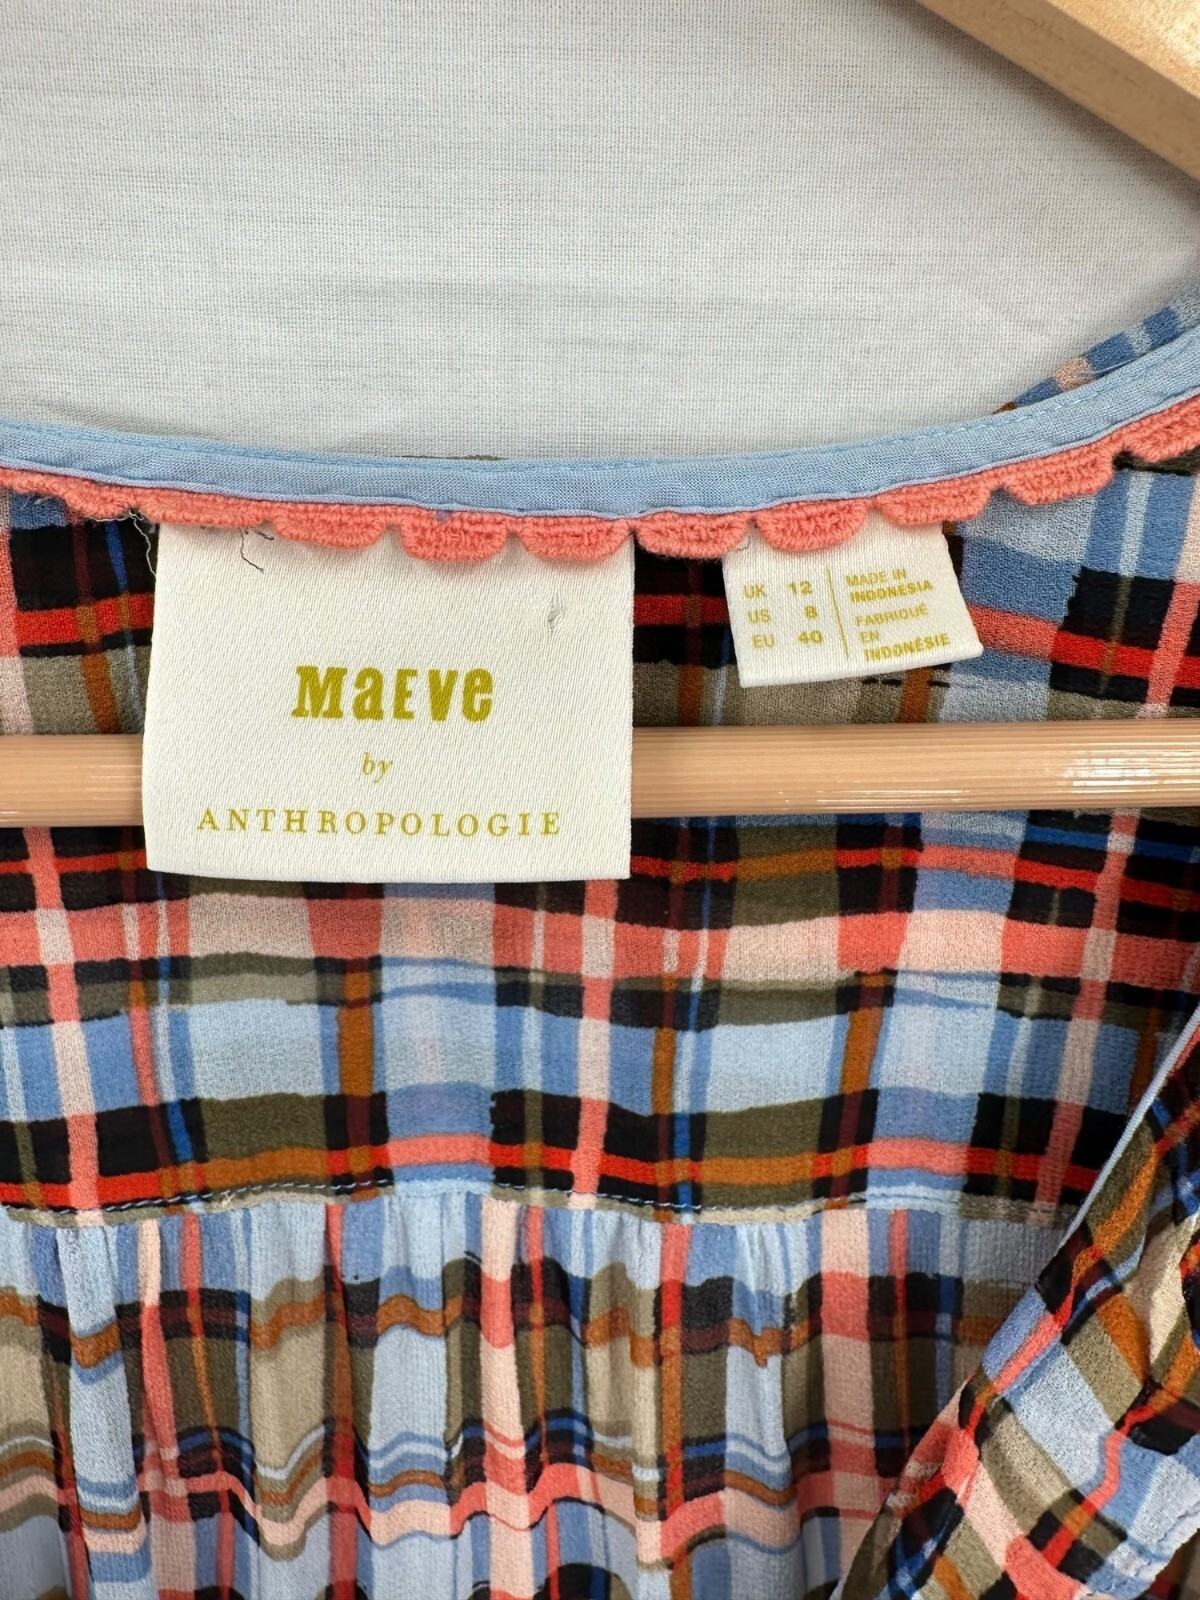 MaEVe
by
ANTHROPOLOGIE
UK 12
US 8
EU 40
MADE IN
INDONESIA
FABRIQUÉ
EN
INDONÉSIE